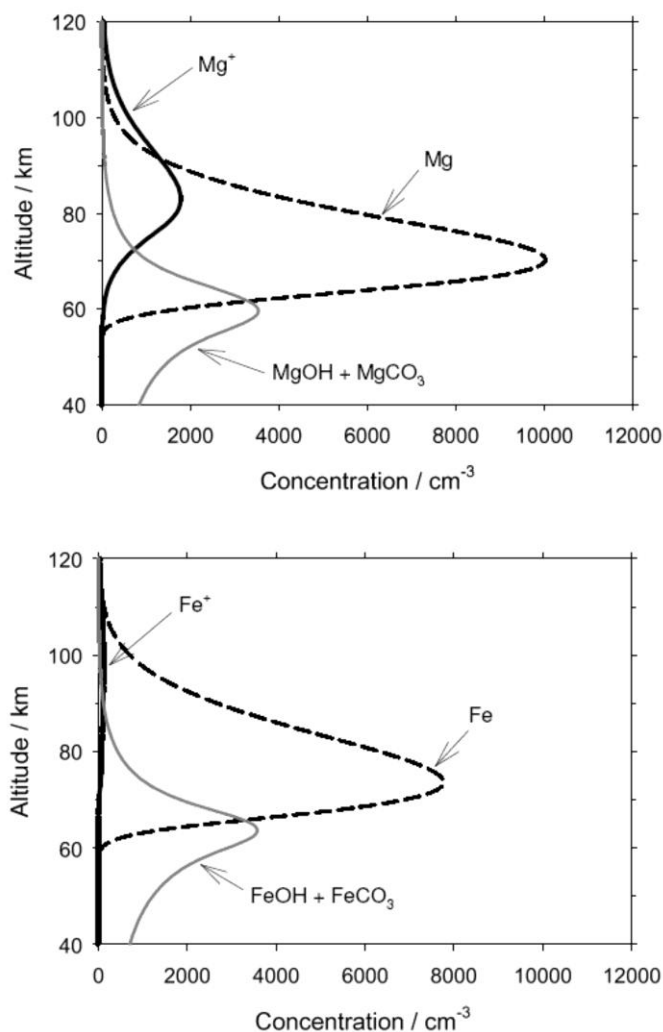 120
100
80
60
40
Altitude / km
Mg⁺
Mg
MgOH + MgCO₃
0 2000 4000 6000 8000 10000 12000
Concentration / cm⁻³
120
100
80
60
40
Altitude / km
Fe⁺
Fe
FeOH + FeCO₃
0 2000 4000 6000 8000 10000 12000
Concentration / cm⁻³